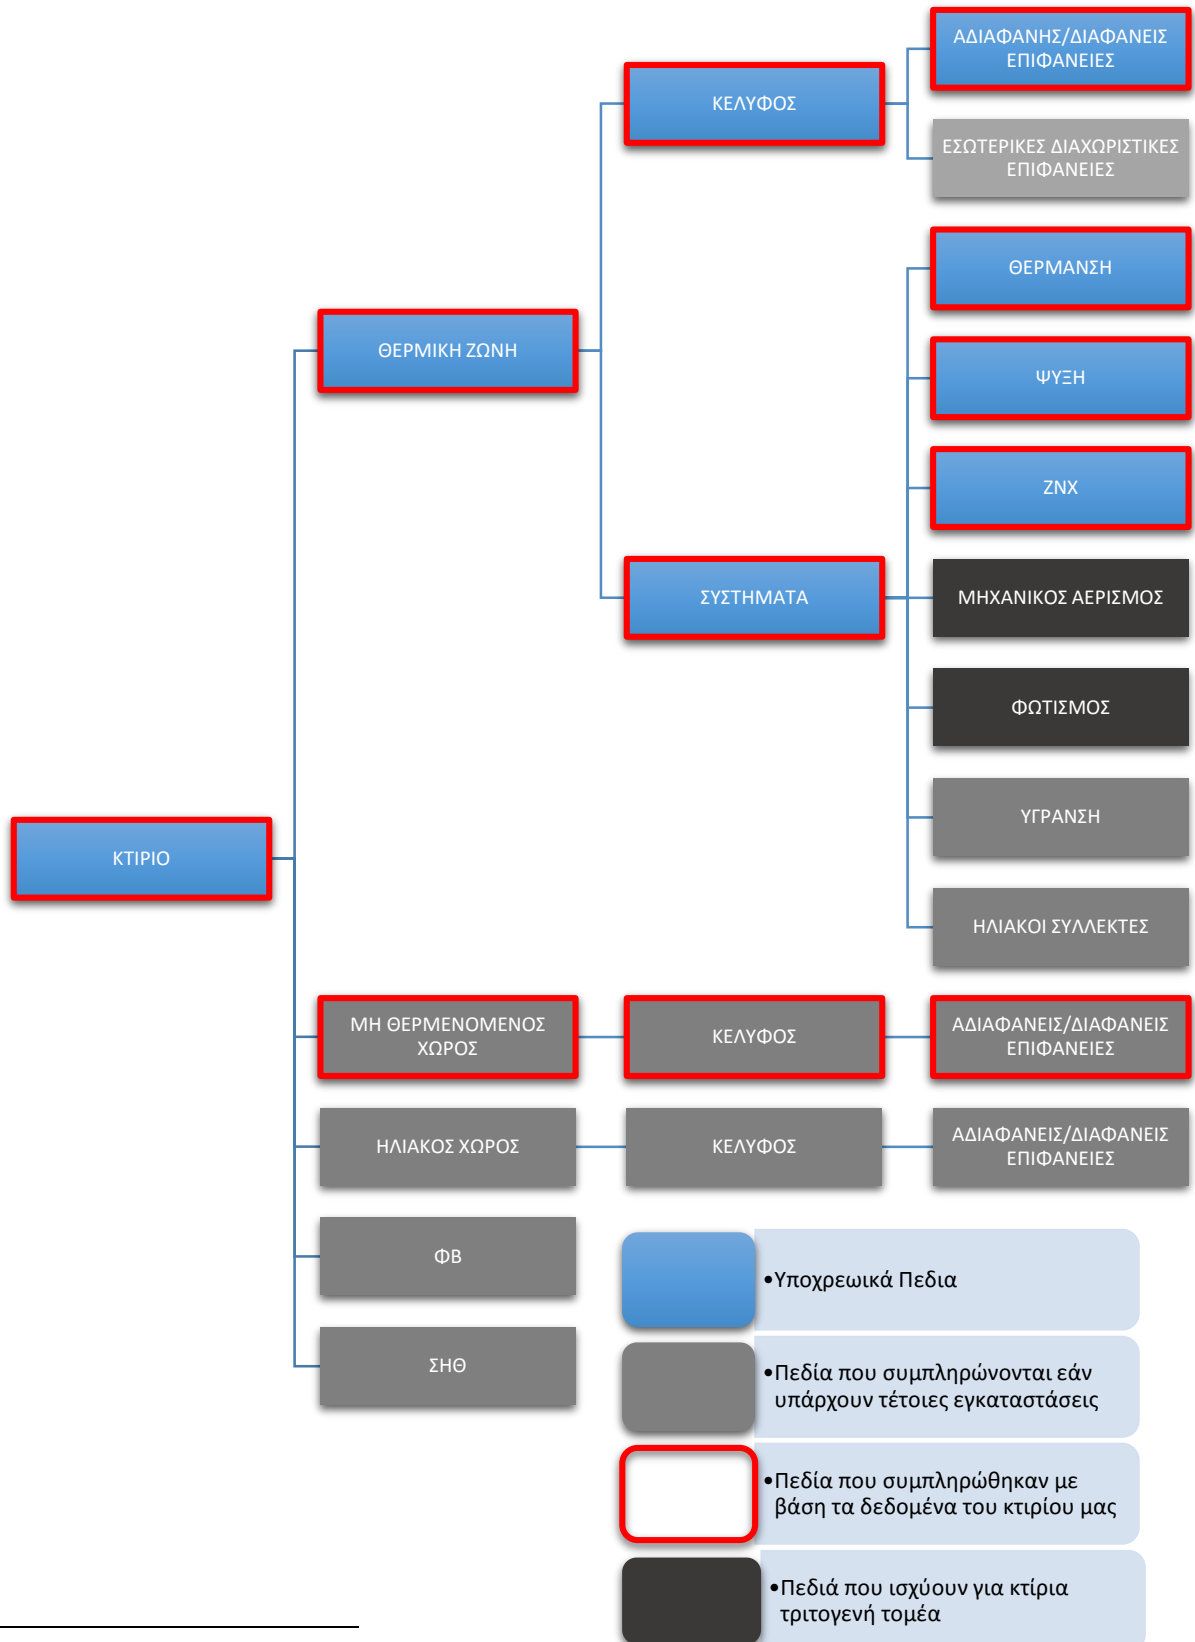 ΑΔΙΑΦΑΝΗΣ/ΔΙΑΦΑΝΕΙΣ
ΕΠΙΦΑΝΕΙΕΣ
ΚΕΛΥΦΟΣ
ΕΣΩΤΕΡΙΚΕΣ ΔΙΑΧΩΡΙΣΤΙΚΕΣ
ΕΠΙΦΑΝΕΙΕΣ
ΘΕΡΜΑΝΣΗ
ΘΕΡΜΙΚΗ ΖΩΝΗ
ΨΥΞΗ
ΖΝΧ
ΣΥΣΤΗΜΑΤΑ
ΜΗΧΑΝΙΚΟΣ ΑΕΡΙΣΜΟΣ
ΦΩΤΙΣΜΟΣ
ΥΓΡΑΝΣΗ
ΚΤΙΡΙΟ
ΗΛΙΑΚΟΙ ΣΥΛΛΕΚΤΕΣ
ΜΗ ΘΕΡΜΕΝΟΜΕΝΟΣ
ΧΩΡΟΣ
ΚΕΛΥΦΟΣ
ΑΔΙΑΦΑΝΕΙΣ/ΔΙΑΦΑΝΕΙΣ
ΕΠΙΦΑΝΕΙΕΣ
ΗΛΙΑΚΟΣ ΧΩΡΟΣ
ΚΕΛΥΦΟΣ
ΑΔΙΑΦΑΝΕΙΣ/ΔΙΑΦΑΝΕΙΣ
ΕΠΙΦΑΝΕΙΕΣ
ΦΒ
ΣΗΘ
•Υποχρεωικά Πεδια
•Πεδία που συμπληρώνονται εάν
υπάρχουν τέτοιες εγκαταστάσεις
•Πεδία που συμπληρώθηκαν με
βάση τα δεδομένα του κτιρίου μας
•Πεδιά που ισχύουν για κτίρια
τριτογενή τομέα